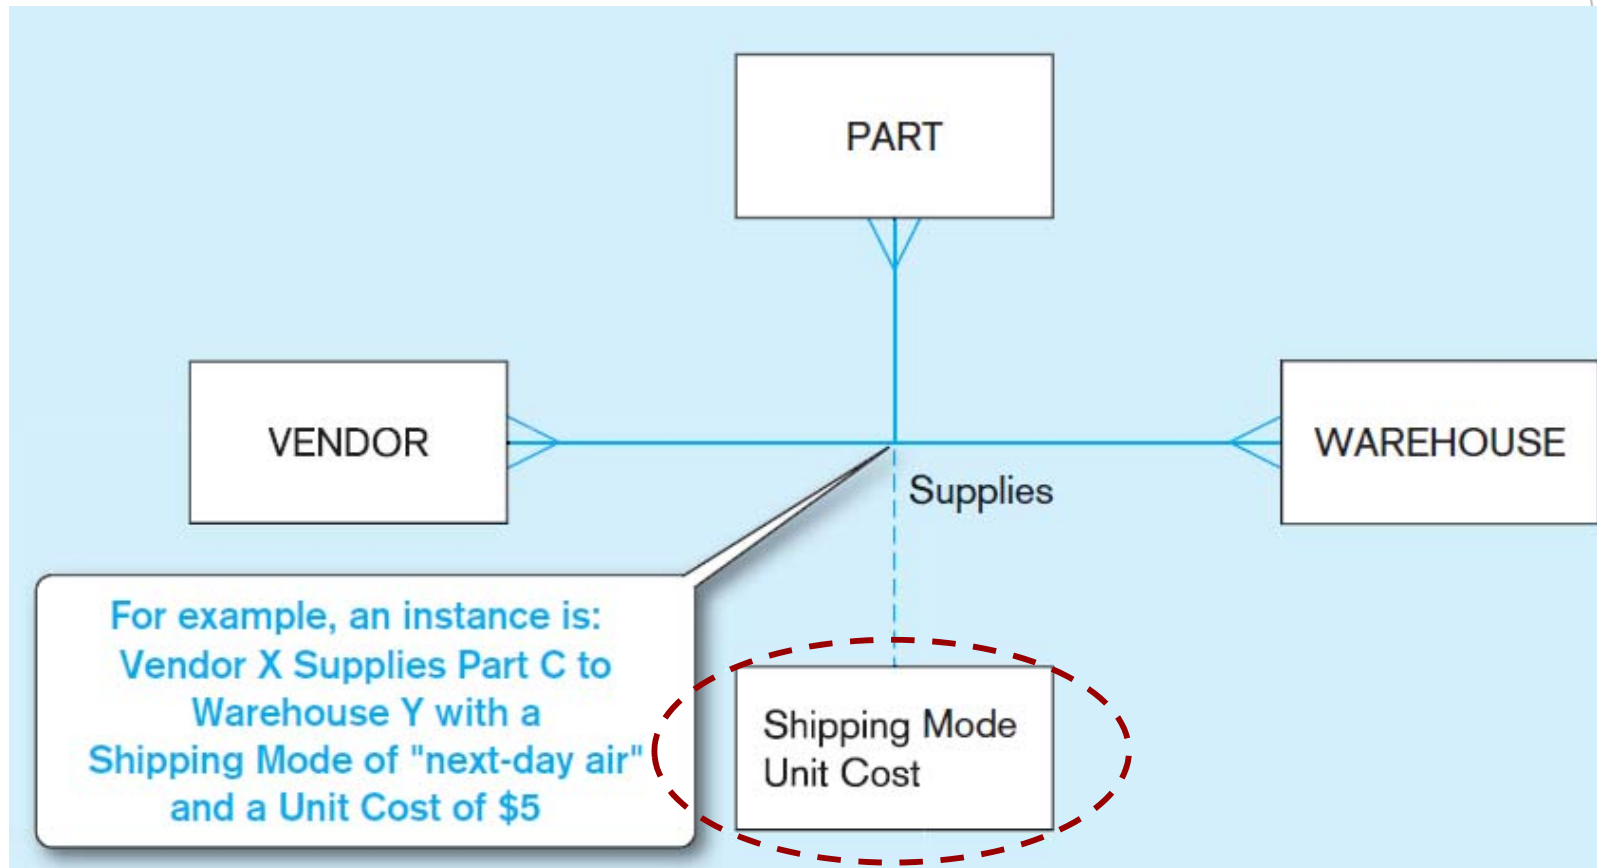 PART
VENDOR
WAREHOUSE
Supplies
For example, an instance is:
Vendor X Supplies Part C to
Warehouse Y with a
Shipping Mode of "next-day air"
and a Unit Cost of $5
Shipping Mode
Unit Cost